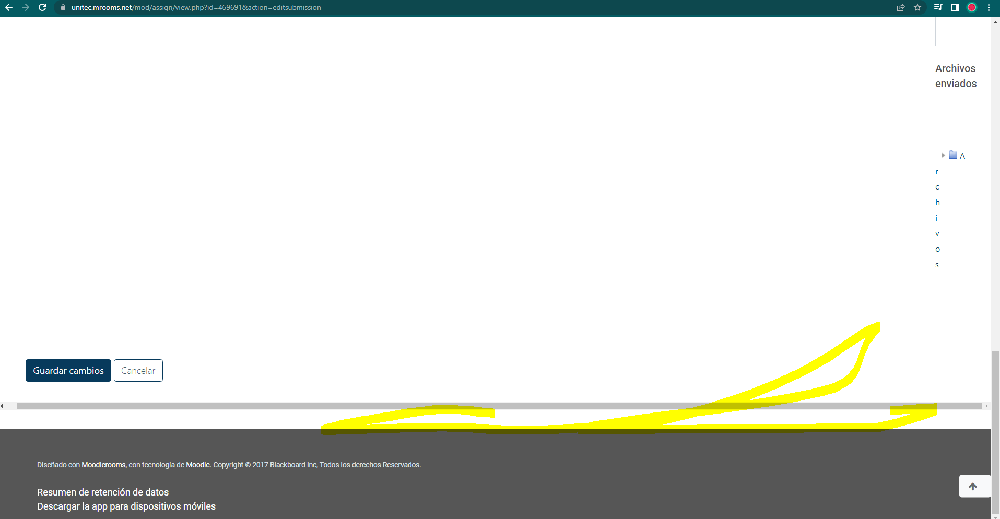 unitec.mrooms.net/mod/assign/view.php?id=469691&action=editsubmission
Archivos
enviados
A
r
c
h
i
v
o
s
Guardar cambios
Cancelar
Diseñado con Moodlerooms, con tecnología de Moodle. Copyright © 2017 Blackboard Inc, Todos los derechos Reservados.
Resumen de retención de datos
Descargar la app para dispositivos móviles